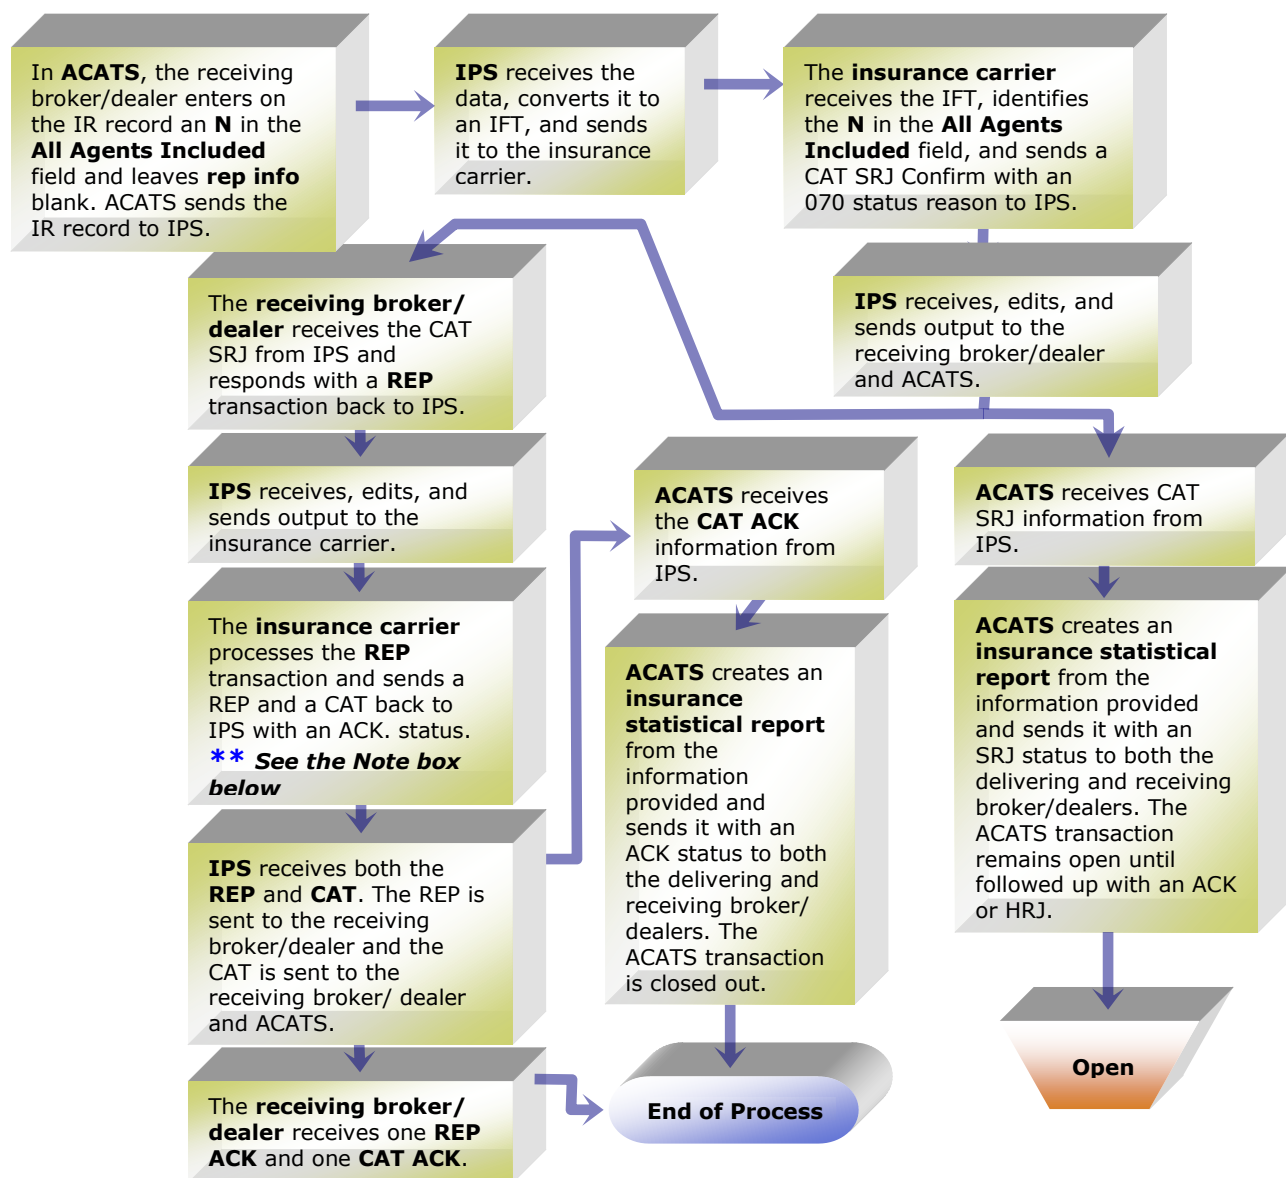 In ACATS, the receiving
broker/dealer enters on
the IR record an N in the
All Agents Included
field and leaves rep info
blank. ACATS sends the
IR record to IPS.
IPS receives the
data, converts it to
an IFT, and sends
it to the insurance
carrier.
The insurance carrier
receives the IFT, identifies
the N in the All Agents
Included field, and sends a
CAT SRJ Confirm with an
070 status reason to IPS.
IPS receives, edits, and
sends output to the
receiving broker/dealer
and ACATS.
The receiving broker/
dealer receives the CAT
SRJ from IPS and
responds with a REP
transaction back to IPS.
IPS receives, edits, and
sends output to the
insurance carrier.
The insurance carrier
processes the REP
transaction and sends a
REP and a CAT back to
IPS with an ACK. status.
** See the Note box
below
IPS receives both the
REP and CAT. The REP is
sent to the receiving
broker/dealer and the
CAT is sent to the
receiving broker/ dealer
and ACATS.
The receiving broker/
dealer receives one REP
ACK and one CAT ACK.
ACATS receives
the CAT ACK
information from
IPS.
ACATS creates an
insurance
statistical report
from the
information
provided and
sends it with an
ACK status to both
the delivering and
receiving broker/
dealers. The
ACATS transaction
is closed out.
End of Process
ACATS receives CAT
SRJ information from
IPS.
ACATS creates an
insurance statistical
report from the
information provided
and sends it with an
SRJ status to both the
delivering and receiving
broker/dealers. The
ACATS transaction
remains open until
followed up with an ACK
or HRJ.
Open